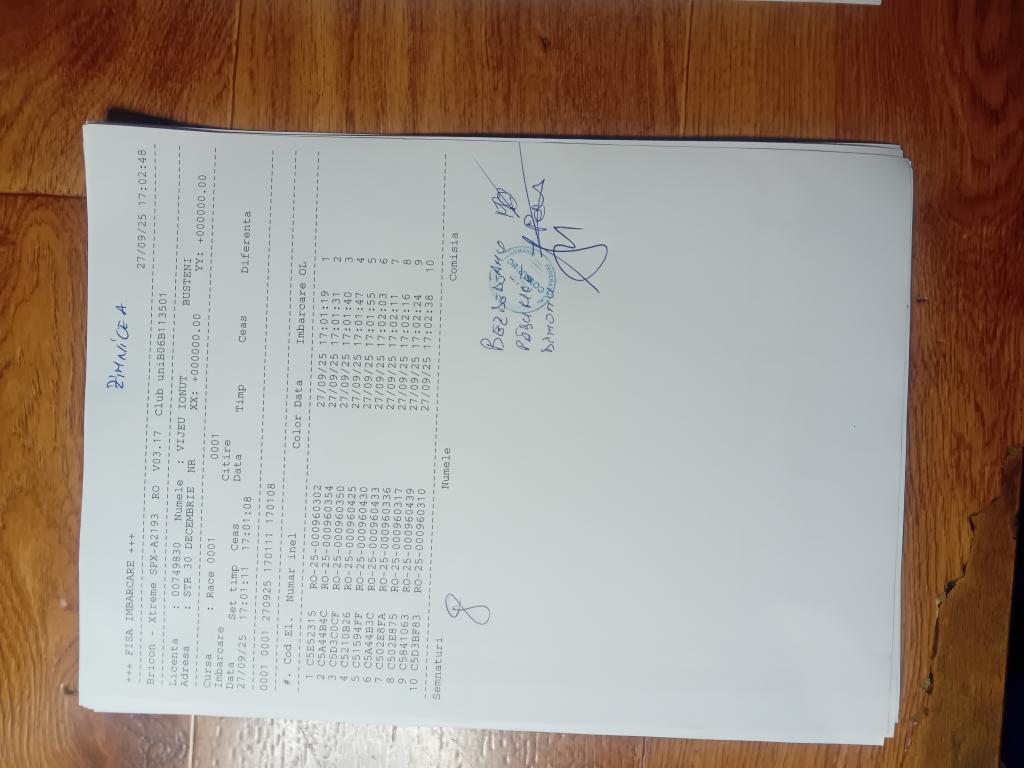 ZIMNICEA
+++ FISA IMBARCARE +++ 27/09/25 17:02:48
Bricon - Xtreme SPX-A2193 RO V03.17 Club uniB06B113501
Licenta : 00749830 Numele : VIJEU IONUT
Adresa : STR 30 DECEMBRIE NR BUSTENI
XX: +000000.00 YY: +000000.00
Cursa : Race 0001 0001
Imbarcare Citire
Data Set timp Ceas Data Timp Ceas Diferenta
27/09/25 17:01:11 17:01:08
0001 0001 270925 170111 170108
#. Cod El. Numar inel Color Data Imbarcare OL
1 C5E52315 RO-25-000960302 27/09/25 17:01:19 1
2 C5A44B4C RO-25-000960354 27/09/25 17:01:31 2
3 C5D3C0CF RO-25-000960350 27/09/25 17:01:40 3
4 C5210B26 RO-25-000960425 27/09/25 17:01:47 4
5 C51594FF RO-25-000960430 27/09/25 17:01:55 5
6 C5A44B3C RO-25-000960433 27/09/25 17:02:03 6
7 C502E8FA RO-25-000960336 27/09/25 17:02:11 7
8 C502E875 RO-25-000960317 27/09/25 17:02:16 8
9 C5841063 RO-25-000960439 27/09/25 17:02:24 9
10 C5D3BF83 RO-25-000960310 27/09/25 17:02:38 10
Semnaturi Numele Comisia